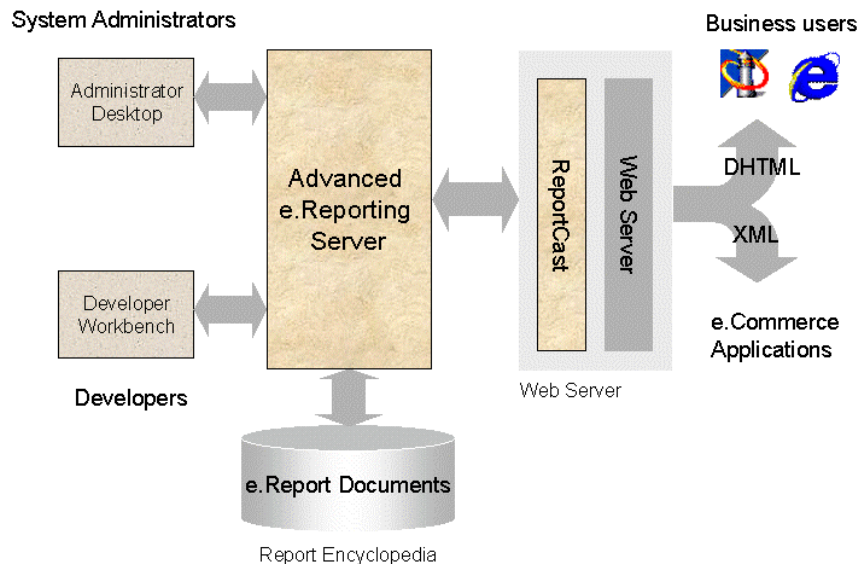 System Administrators
Business users
Administrator
Desktop
Advanced
e.Reporting
Server
ReportCast
Web Server
DHTML
XML
Developer
Workbench
e.Commerce
Applications
Developers
Web Server
e.Report Documents
Report Encyclopedia